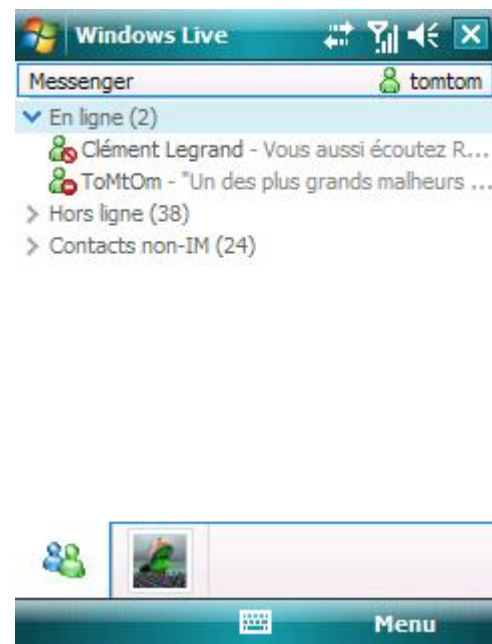 Windows Live
Messenger tomtom
En ligne (2)
Clément Legrand - Vous aussi écoutez R...
ToMtOm - "Un des plus grands malheurs ...
Hors ligne (38)
Contacts non-IM (24)
Menu